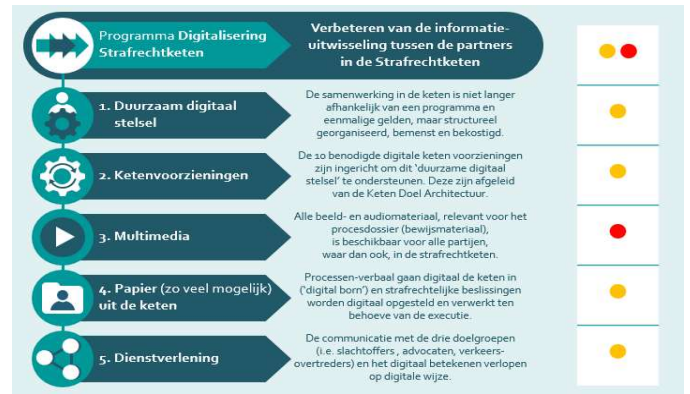 Programma Digitalisering
Strafrechtketen
Verbeteren van de informatie-
uitwisseling tussen de partners
in de Strafrechtketen
1. Duurzaam digitaal
stelsel
De samenwerking in de keten is niet langer
afhankelijk van een programma en
eenmalige gelden, maar structureel
georganiseerd, bemenst en bekostigd.
2. Ketenvoorzieningen
De 10 benodigde digitale keten voorzieningen
zijn ingericht om dit ‘duurzame digitaal
stelsel’ te ondersteunen. Deze zijn afgeleid
van de Keten Doel Architectuur.
3. Multimedia
Alle beeld- en audiomateriaal, relevant voor het
procesdossier (bewijsmateriaal),
is beschikbaar voor alle partijen,
waar dan ook, in de strafrechtketen.
4. Papier (zo veel mogelijk)
uit de keten
Processen-verbaal gaan digitaal de keten in
(‘digital born’) en strafrechtelijke beslissingen
worden digitaal opgesteld en verwerkt ten
behoeve van de executie.
5. Dienstverlening
De communicatie met de drie doelgroepen
(i.e. slachtoffers , advocaten, verkeers-
overtreders) en het digitaal betekenen verlopen
op digitale wijze.